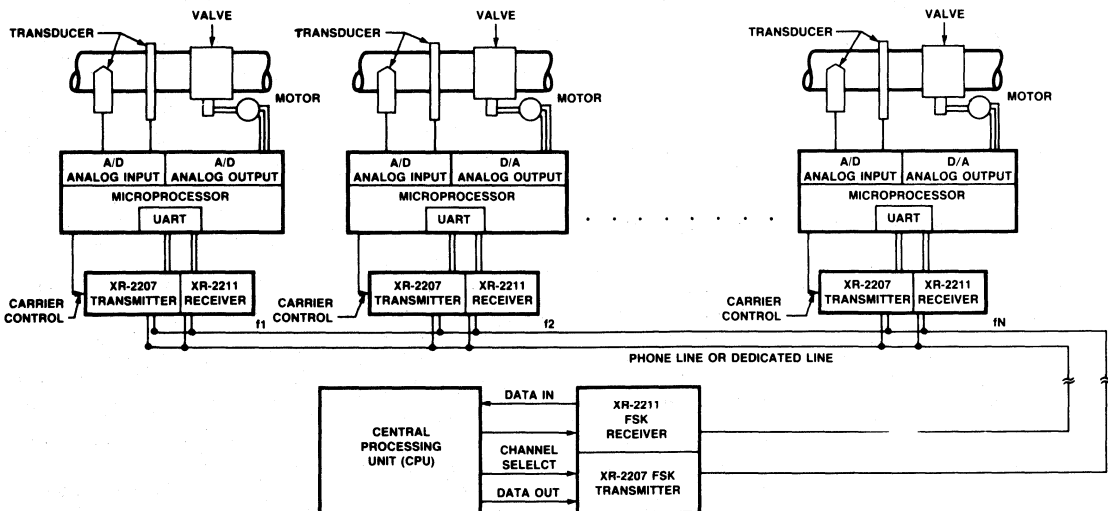 TRANSDUCER
VALVE
MOTOR
A/D
ANALOG INPUT
A/D
ANALOG OUTPUT
MICROPROCESSOR
UART
XR-2207
TRANSMITTER
XR-2211
RECEIVER
CARRIER
CONTROL
f1
TRANSDUCER
VALVE
MOTOR
A/D
ANALOG INPUT
D/A
ANALOG OUTPUT
MICROPROCESSOR
UART
XR-2207
TRANSMITTER
XR-2211
RECEIVER
CARRIER
CONTROL
f2
. . . . . . . .
TRANSDUCER
VALVE
MOTOR
A/D
ANALOG INPUT
D/A
ANALOG OUTPUT
MICROPROCESSOR
UART
XR-2207
TRANSMITTER
XR-2211
RECEIVER
CARRIER
CONTROL
fN
PHONE LINE OR DEDICATED LINE
CENTRAL
PROCESSING
UNIT (CPU)
DATA IN
CHANNEL
SELELCT
DATA OUT
XR-2211
FSK
RECEIVER
XR-2207 FSK
TRANSMITTER